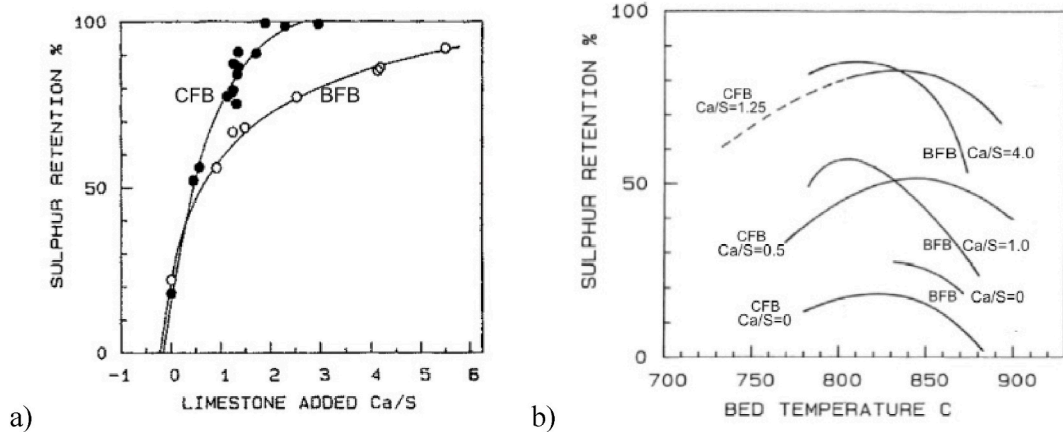 a)
SULPHUR RETENTION %
100
50
0
CFB
BFB
-1 0 1 2 3 4 5 6
LIMESTONE ADDED Ca/S
b)
SULPHUR RETENTION %
100
50
0
CFB
Ca/S=1.25
BFB Ca/S=4.0
CFB
Ca/S=0.5
BFB Ca/S=1.0
BFB Ca/S=0
CFB
Ca/S=0
700 750 800 850 900
BED TEMPERATURE C